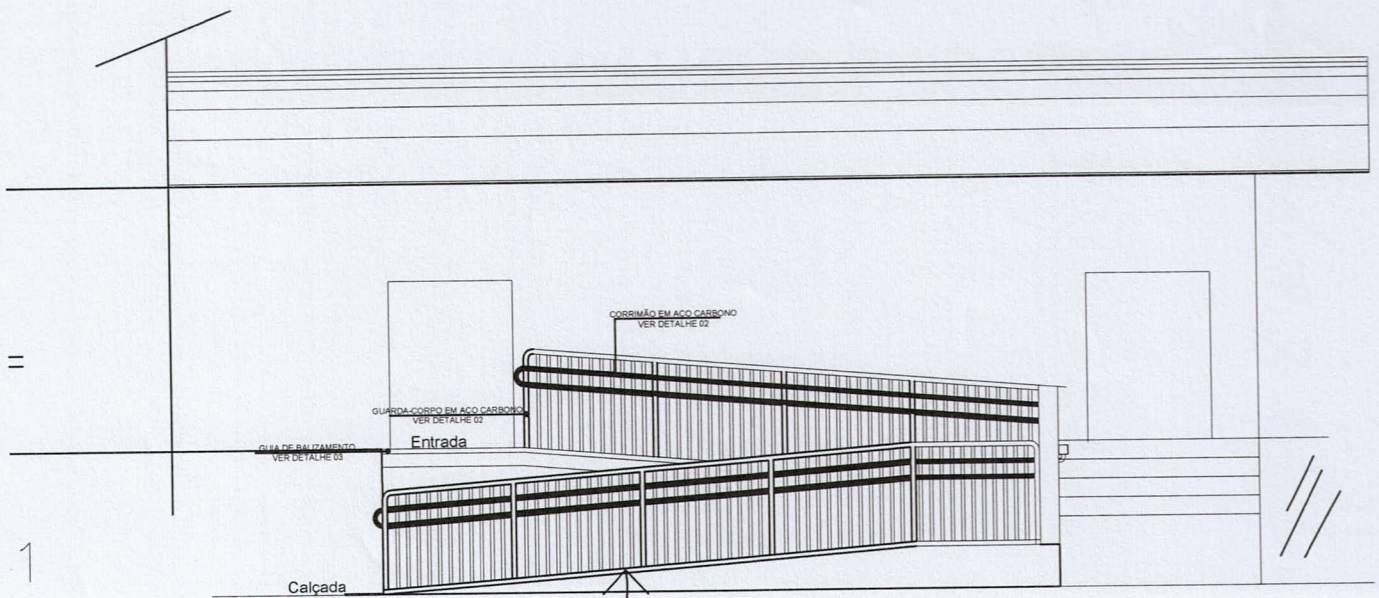 CORRIMÃO EM AÇO CARBONO
VER DETALHE 02
=
GUARDA-CORPO EM AÇO CARBONO
VER DETALHE 02
Entrada
GUIA DE BALIZAMENTO
VER DETALHE 03
1
Calçada